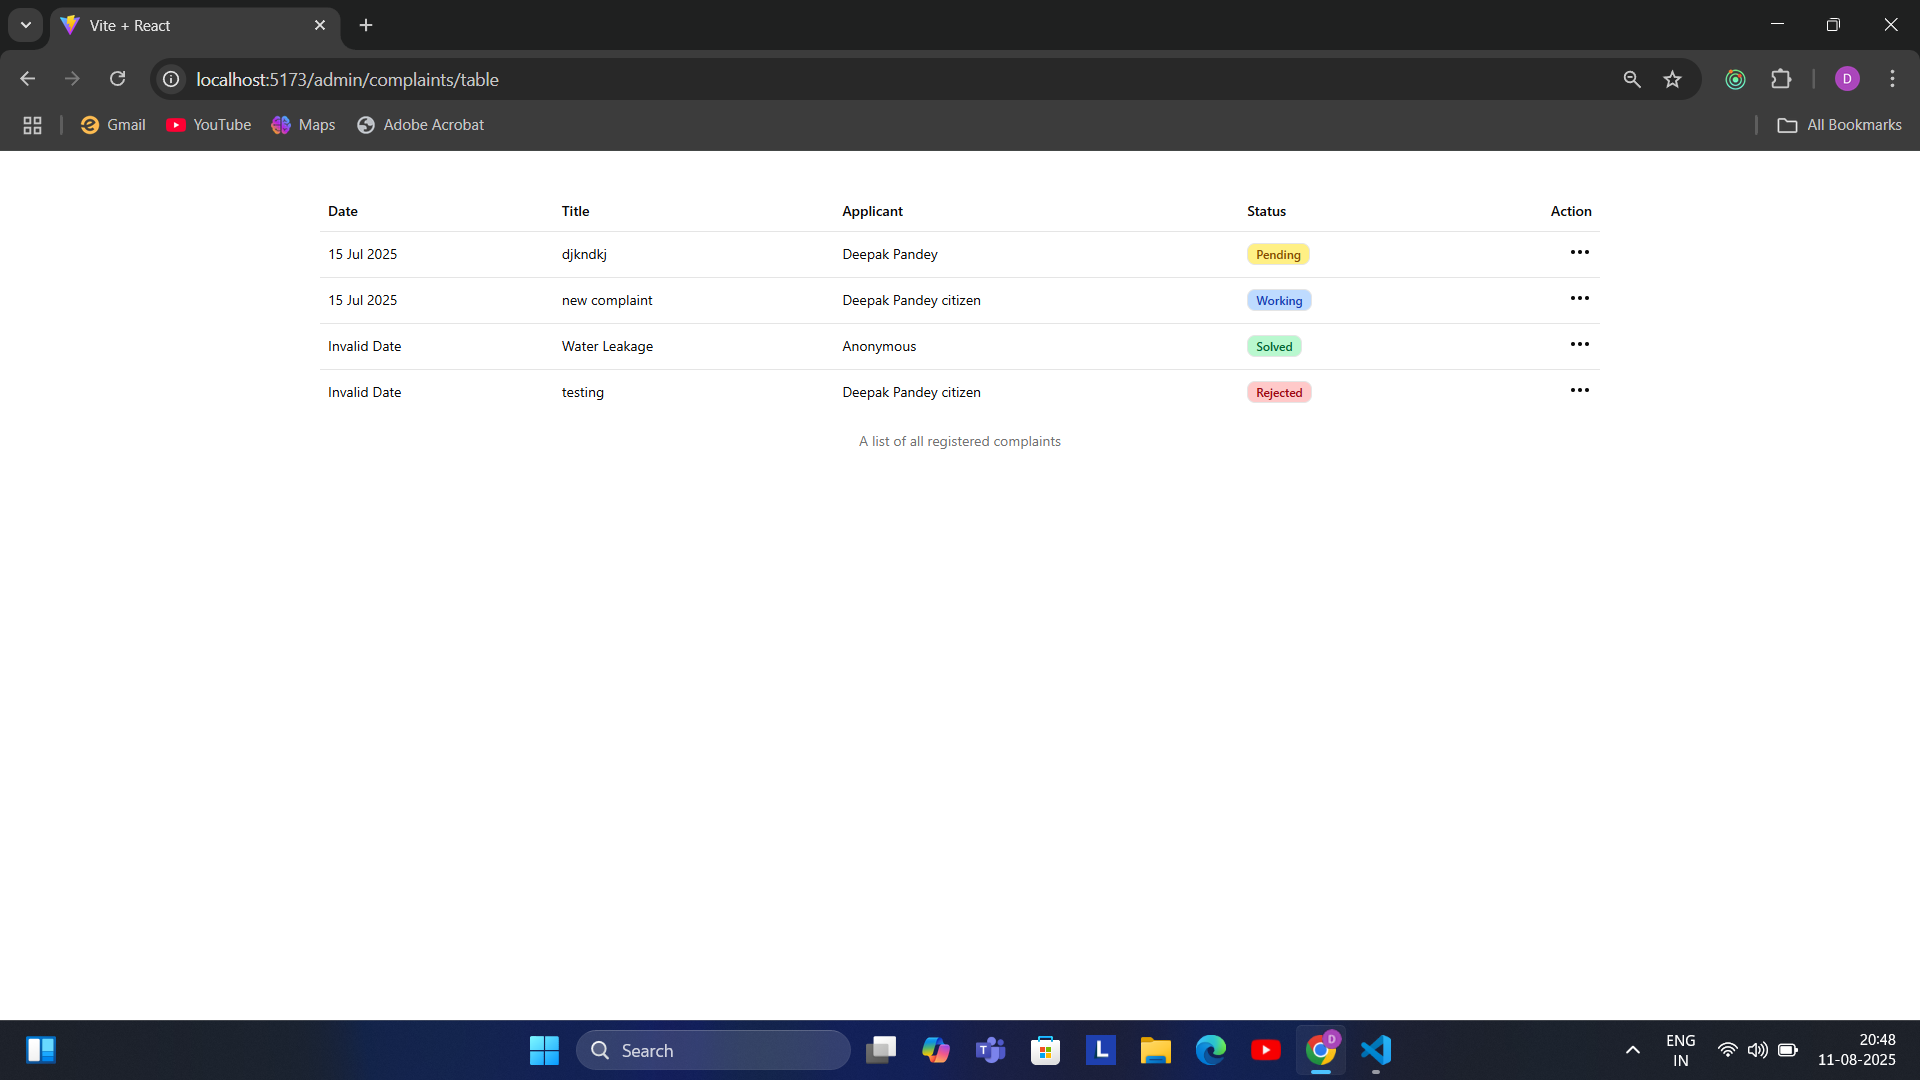 Vite + React
localhost:5173/admin/complaints/table
D
Gmail
YouTube
Maps
Adobe Acrobat
All Bookmarks
Date Title Applicant Status Action
15 Jul 2025 djkndkj Deepak Pandey Pending
15 Jul 2025 new complaint Deepak Pandey citizen Working
Invalid Date Water Leakage Anonymous Solved
Invalid Date testing Deepak Pandey citizen Rejected
A list of all registered complaints
Search
T
L
D
ENG
IN
20:48
11-08-2025